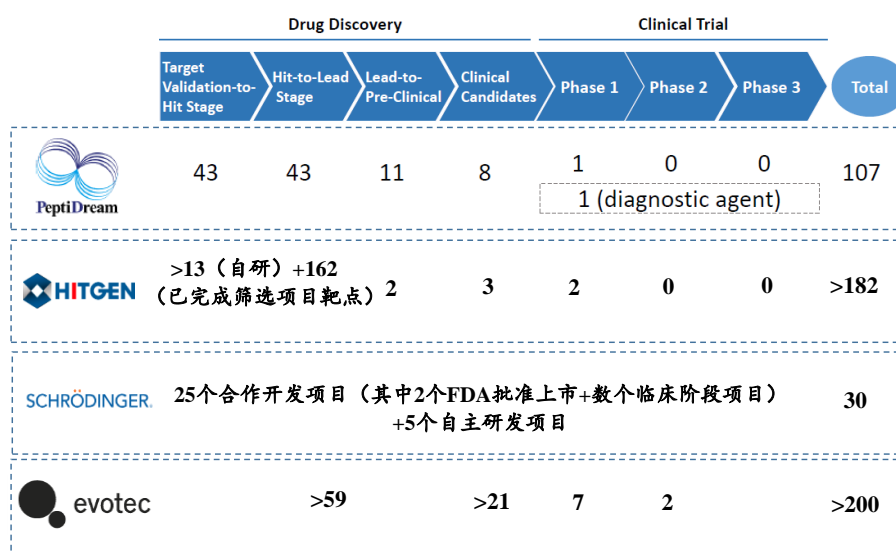 Drug Discovery
Clinical Trial
Target
Validation-to-
Hit Stage
Hit-to-Lead
Stage
Lead-to-
Pre-Clinical
Clinical
Candidates
Phase 1
Phase 2
Phase 3
Total
PeptiDream
43
43
11
8
1
0
0
107
1 (diagnostic agent)
HITGEN
>13（自研）+162
（已完成筛选项目靶点）
2
3
2
0
0
>182
SCHRÖDINGER.
25个合作开发项目（其中2个FDA批准上市+数个临床阶段项目）
+5个自主研发项目
30
evotec
>59
>21
7
2
>200